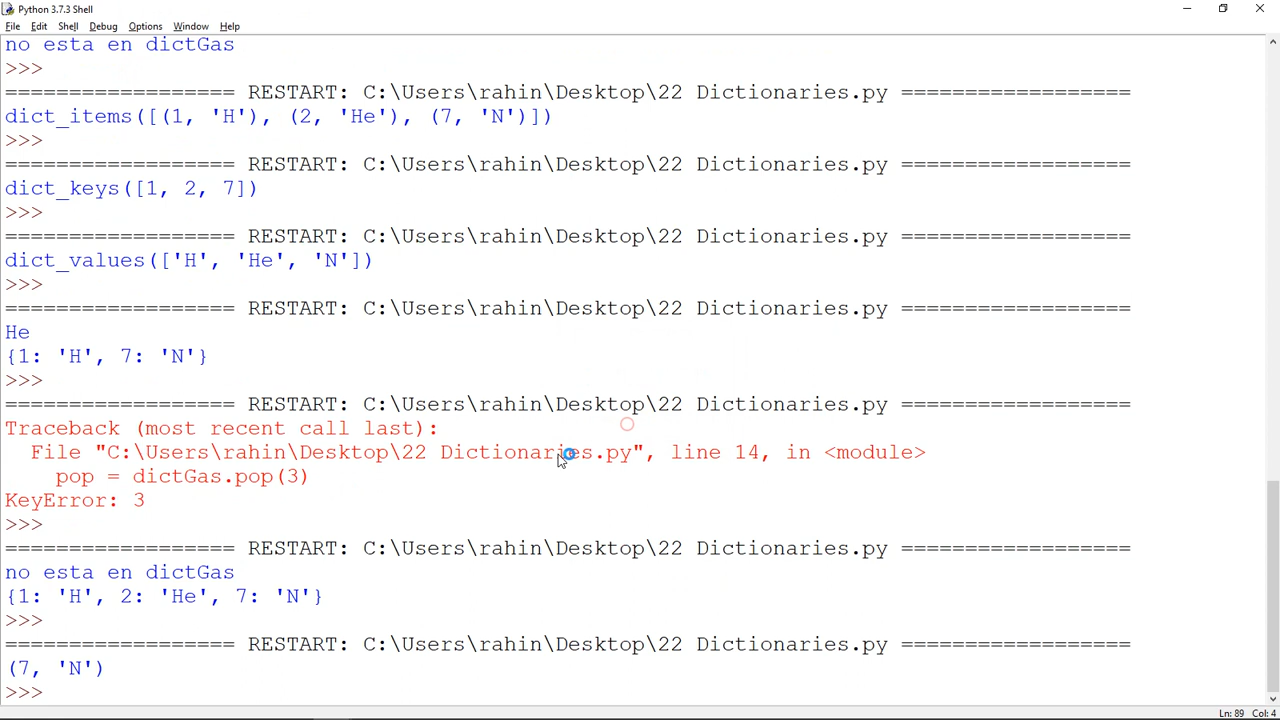 Python 3.7.3 Shell
File Edit Shell Debug Options Window Help
no esta en dictGas
>>>
================== RESTART: C:\Users\rahin\Desktop\22 Dictionaries.py ==================
dict_items([(1, 'H'), (2, 'He'), (7, 'N')])
>>>
================== RESTART: C:\Users\rahin\Desktop\22 Dictionaries.py ==================
dict_keys([1, 2, 7])
>>>
================== RESTART: C:\Users\rahin\Desktop\22 Dictionaries.py ==================
dict_values(['H', 'He', 'N'])
>>>
================== RESTART: C:\Users\rahin\Desktop\22 Dictionaries.py ==================
He
{1: 'H', 7: 'N'}
>>>
================== RESTART: C:\Users\rahin\Desktop\22 Dictionaries.py ==================
Traceback (most recent call last):
  File "C:\Users\rahin\Desktop\22 Dictionaries.py", line 14, in <module>
    pop = dictGas.pop(3)
KeyError: 3
>>>
================== RESTART: C:\Users\rahin\Desktop\22 Dictionaries.py ==================
no esta en dictGas
{1: 'H', 2: 'He', 7: 'N'}
>>>
================== RESTART: C:\Users\rahin\Desktop\22 Dictionaries.py ==================
(7, 'N')
>>>
Ln: 89 Col: 4